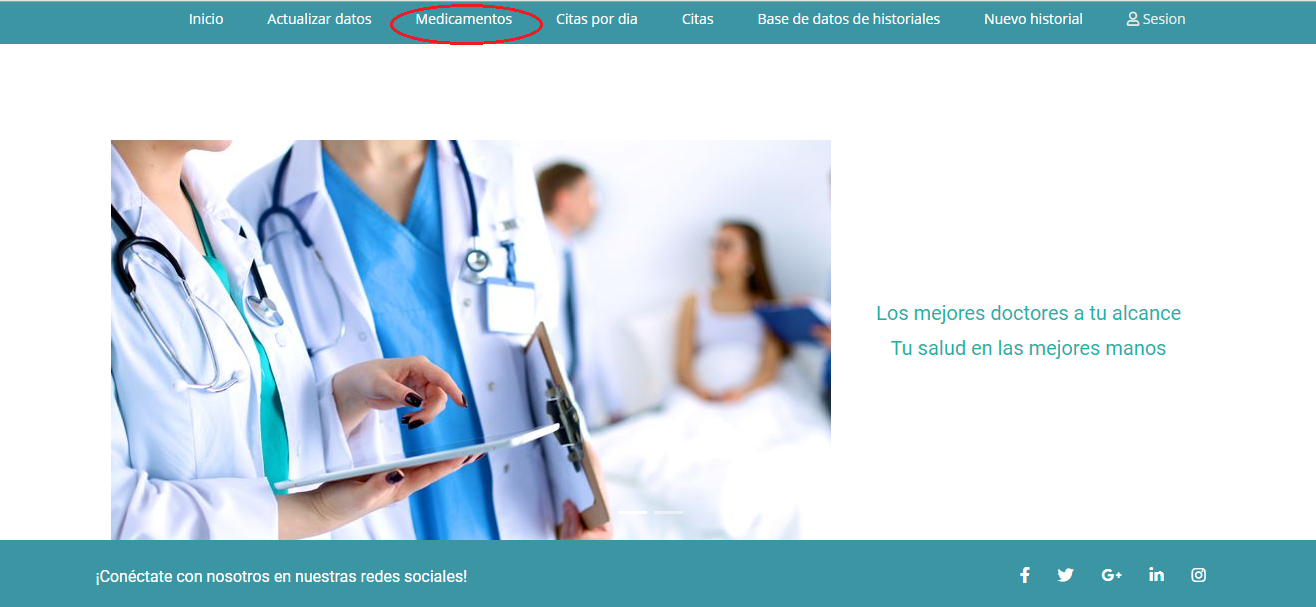 Inicio Actualizar datos Medicamentos Citas por dia Citas Base de datos de historiales Nuevo historial Sesion
Los mejores doctores a tu alcance
Tu salud en las mejores manos
¡Conéctate con nosotros en nuestras redes sociales!